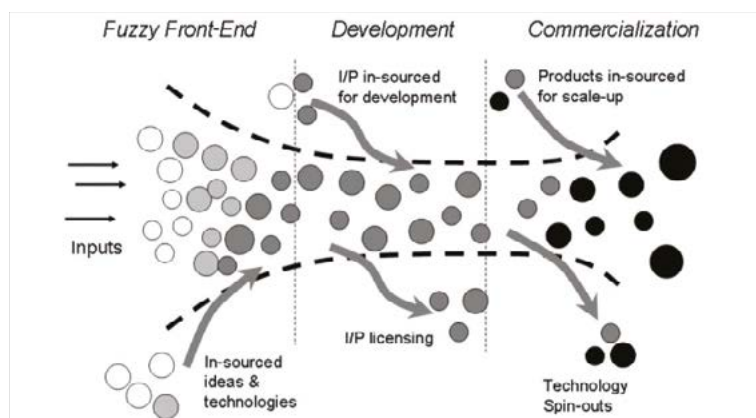 Fuzzy Front-End
Development
Commercialization
I/P in-sourced
for development
Products in-sourced
for scale-up
Inputs
In-sourced
ideas &
technologies
I/P licensing
Technology
Spin-outs